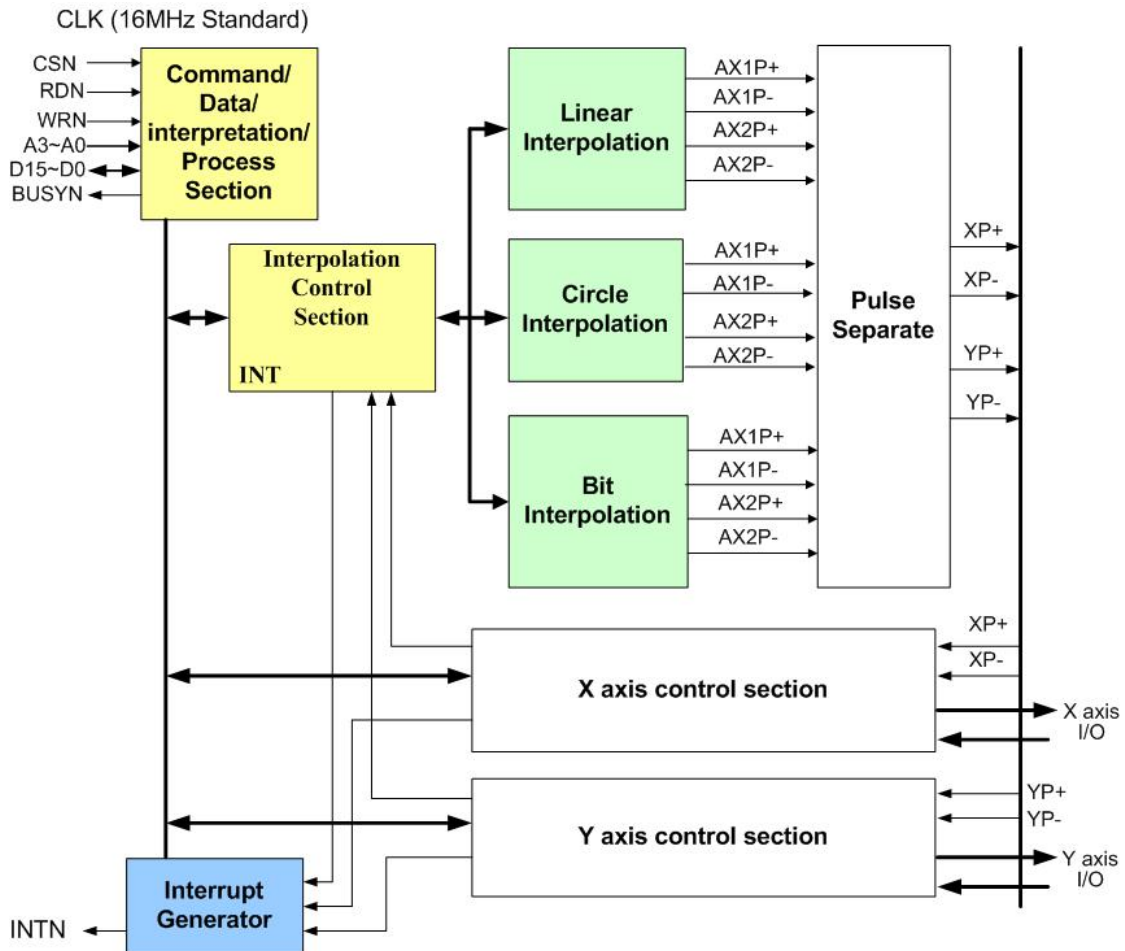 CLK (16MHz Standard)
CSN
RDN
WRN
A3~A0
D15~D0
BUSYN
Command/
Data/
interpretation/
Process
Section
Interpolation
Control
Section
INT
Linear
Interpolation
AX1P+
AX1P-
AX2P+
AX2P-
Circle
Interpolation
AX1P+
AX1P-
AX2P+
AX2P-
Bit
Interpolation
AX1P+
AX1P-
AX2P+
AX2P-
Pulse
Separate
XP+
XP-
YP+
YP-
X axis control section
XP+
XP-
X axis
I/O
Y axis control section
YP+
YP-
Y axis
I/O
Interrupt
Generator
INTN